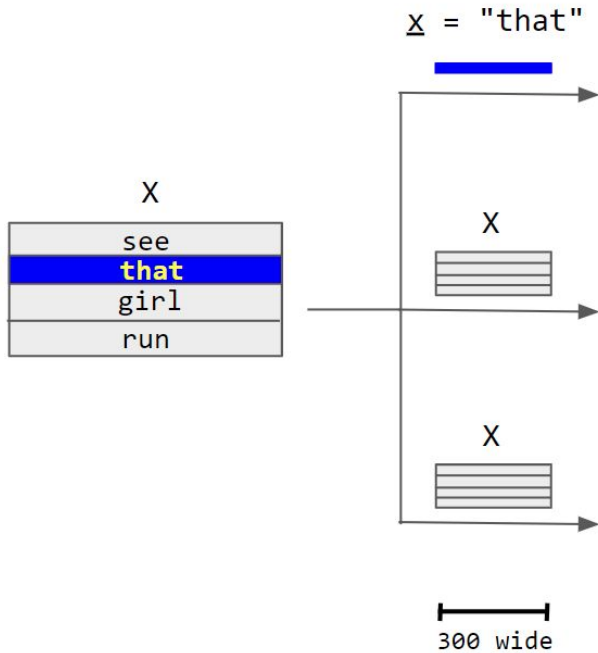 x = "that"
X
see
that
girl
run
X
X
300 wide